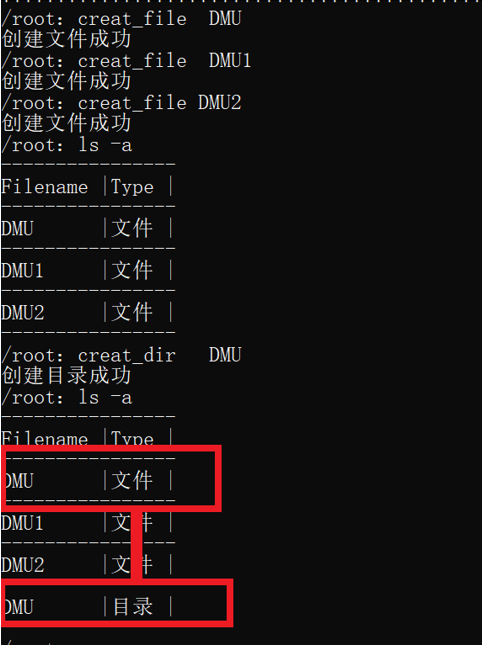 /root: creat_file  DMU
创建文件成功
/root: creat_file  DMU1
创建文件成功
/root: creat_file DMU2
创建文件成功
/root: ls -a
----------------
Filename |Type |
----------------
DMU      |文件 |
----------------
DMU1     |文件 |
----------------
DMU2     |文件 |
----------------
/root: creat_dir   DMU
创建目录成功
/root: ls -a
----------------
Filename |Type |
----------------
DMU      |文件 |
----------------
DMU1     |文件 |
----------------
DMU2     |文件 |
DMU      |目录 |